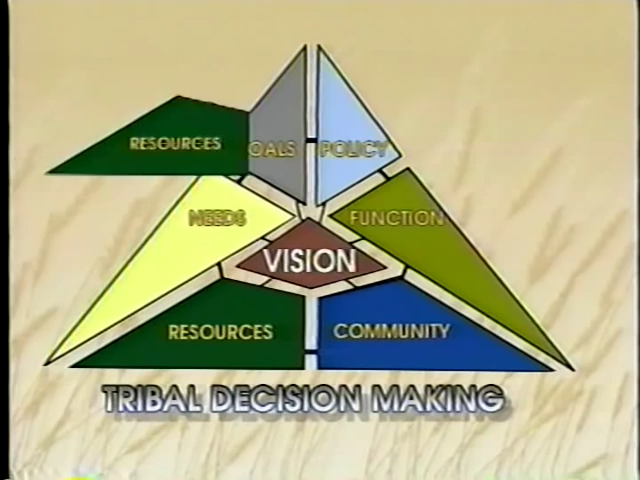 RESOURCES
OALS
POLICY
NEEDS
FUNCTION
VISION
RESOURCES
COMMUNITY
TRIBAL DECISION MAKING